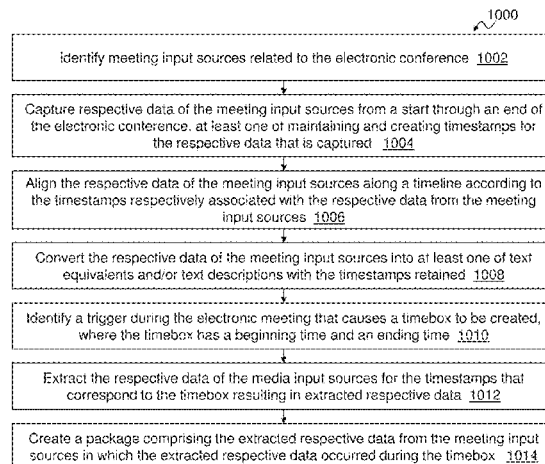 1000
Identify meeting input sources related to the electronic conference 1002
Capture respective data of the meeting input sources from a start through an end of
the electronic conference, at least one of maintaining and creating timestamps for
the respective data that is captured 1004
Align the respective data of the meeting input sources along a timeline according to
the timestamps respectively associated with the respective data from the meeting
input sources 1006
Convert the respective data of the meeting input sources into at least one of text
equivalents and/or text descriptions with the timestamps retained 1008
Identify a trigger during the electronic meeting that causes a timebox to be created,
where the timebox has a beginning time and an ending time 1010
Extract the respective data of the media input sources for the timestamps that
correspond to the timebox resulting in extracted respective data 1012
Create a package comprising the extracted respective data from the meeting input
sources in which the extracted respective data occurred during the timebox 1014